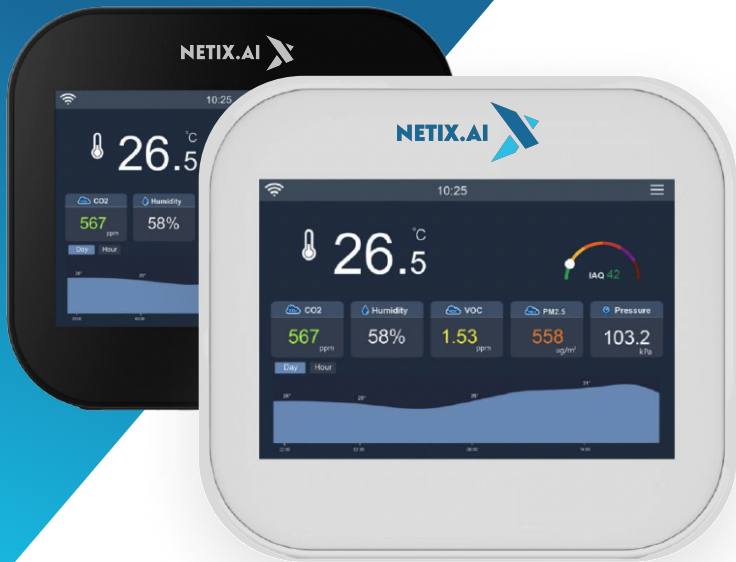 NETIX.AI
10:25
26.5 °C
CO2 Humidity
567 ppm 58%
Day Hour
NETIX.AI
10:25
26.5 °C
IAQ 42
CO2 Humidity VOC PM2.5 Pressure
567 ppm 58% 1.53 ppm 558 ug/m³ 103.2 kPa
Day Hour